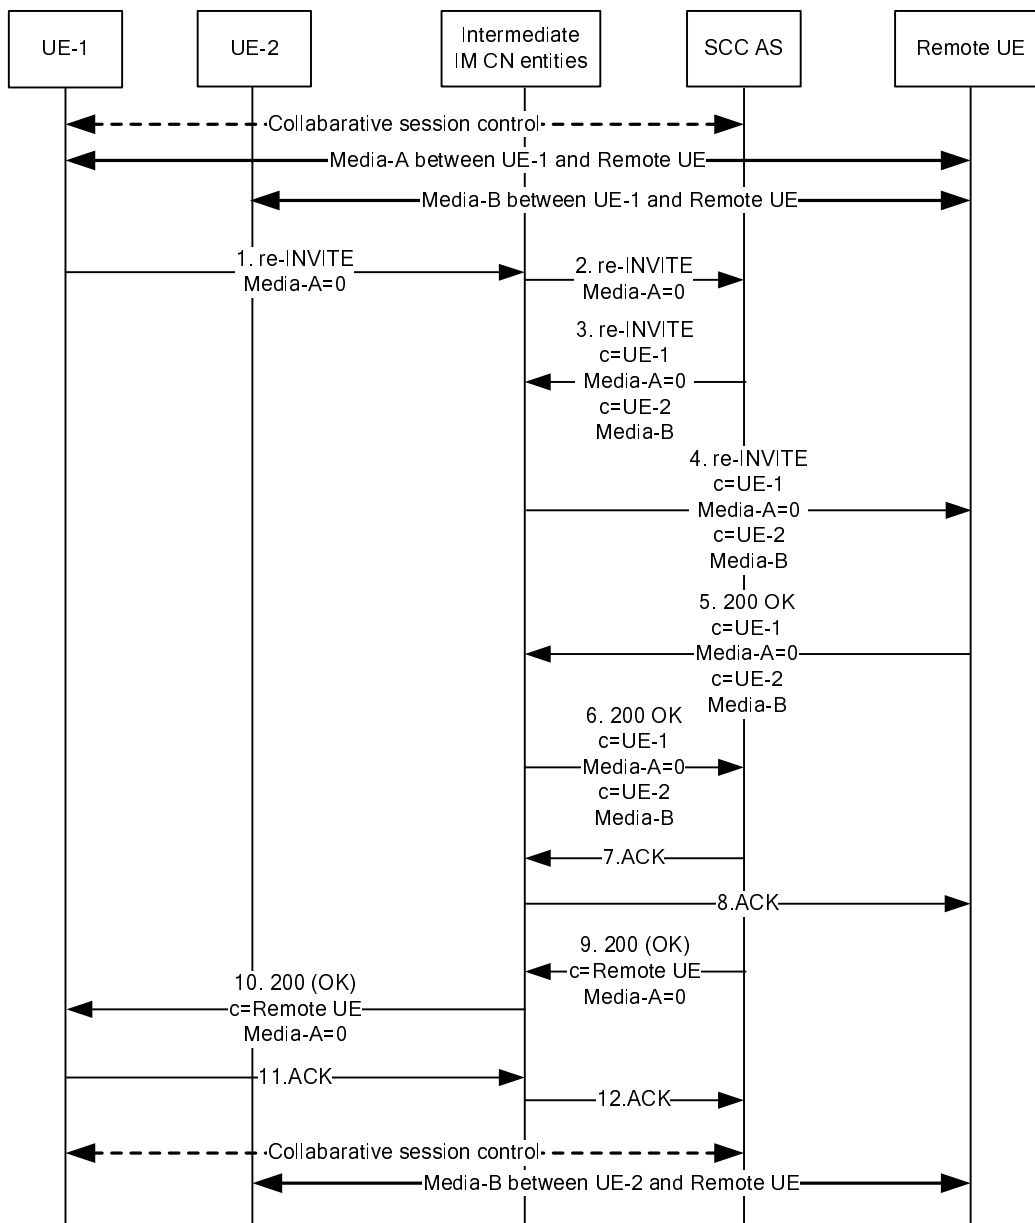 UE-1
UE-2
Intermediate
IM CN entities
SCC AS
Remote UE
Collabarative session control
Media-A between UE-1 and Remote UE
Media-B between UE-1 and Remote UE
1. re-INVITE
Media-A=0
2. re-INVITE
Media-A=0
3. re-INVITE
c=UE-1
Media-A=0
c=UE-2
Media-B
4. re-INVITE
c=UE-1
Media-A=0
c=UE-2
Media-B
5. 200 OK
c=UE-1
Media-A=0
c=UE-2
Media-B
6. 200 OK
c=UE-1
Media-A=0
c=UE-2
Media-B
7.ACK
8.ACK
9. 200 (OK)
c=Remote UE
Media-A=0
10. 200 (OK)
c=Remote UE
Media-A=0
11.ACK
12.ACK
Collabarative session control
Media-B between UE-2 and Remote UE